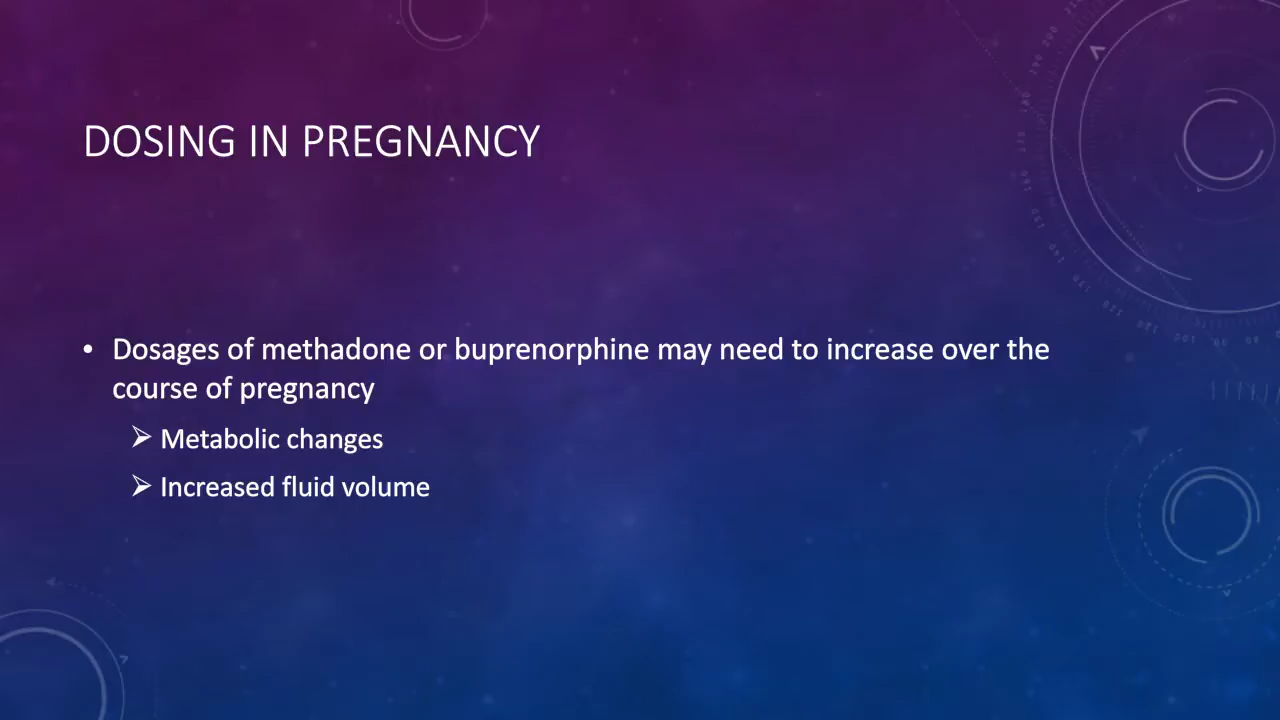 DOSING IN PREGNANCY
• Dosages of methadone or buprenorphine may need to increase over the
course of pregnancy
➢ Metabolic changes
➢ Increased fluid volume